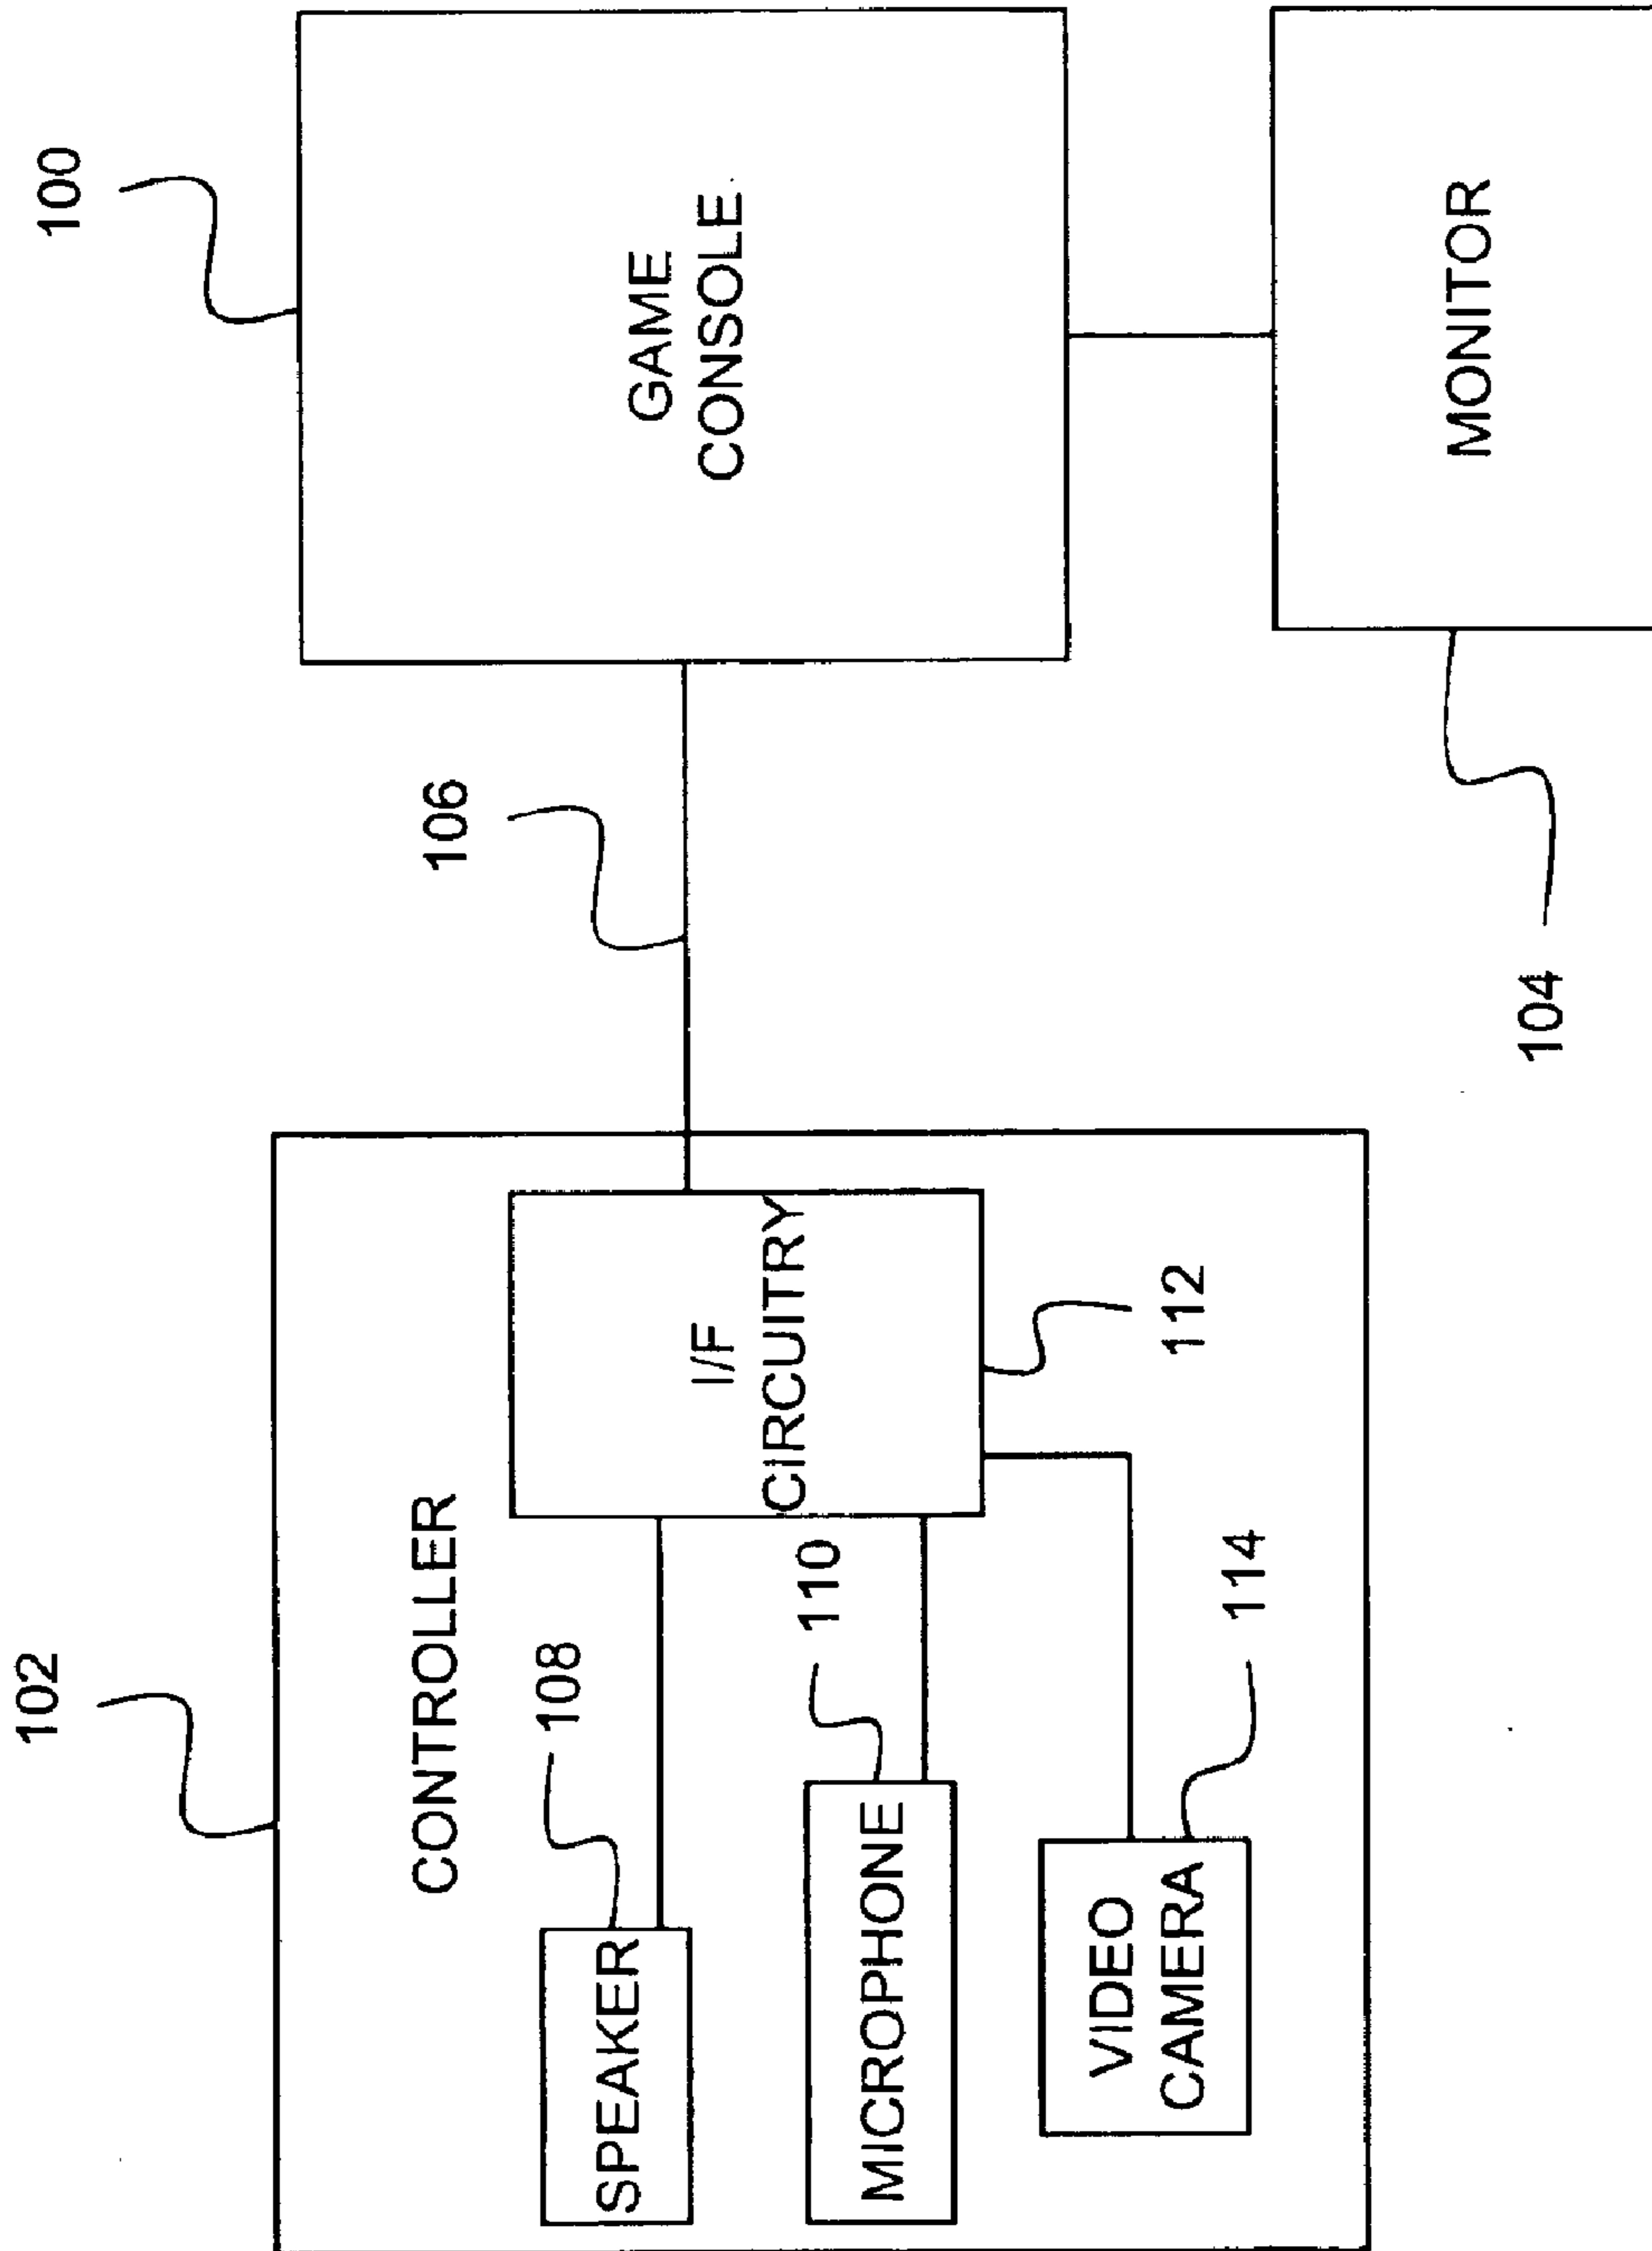 102
100
CONTROLLER
106
GAME
CONSOLE
108
SPEAKER
I/F
CIRCUITRY
110
MICROPHONE
112
114
VIDEO
CAMERA
MONITOR
104